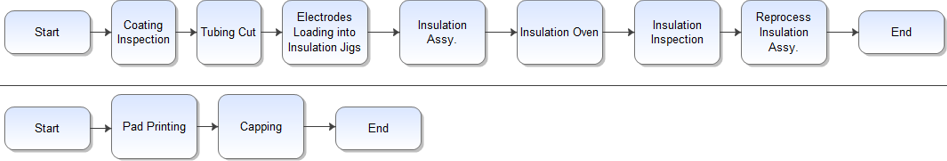 Start
Coating
Inspection
Tubing Cut
Electrodes
Loading into
Insulation Jigs
Insulation
Assy.
Insulation Oven
Insulation
Inspection
Reprocess
Insulation
Assy.
End
Start
Pad Printing
Capping
End